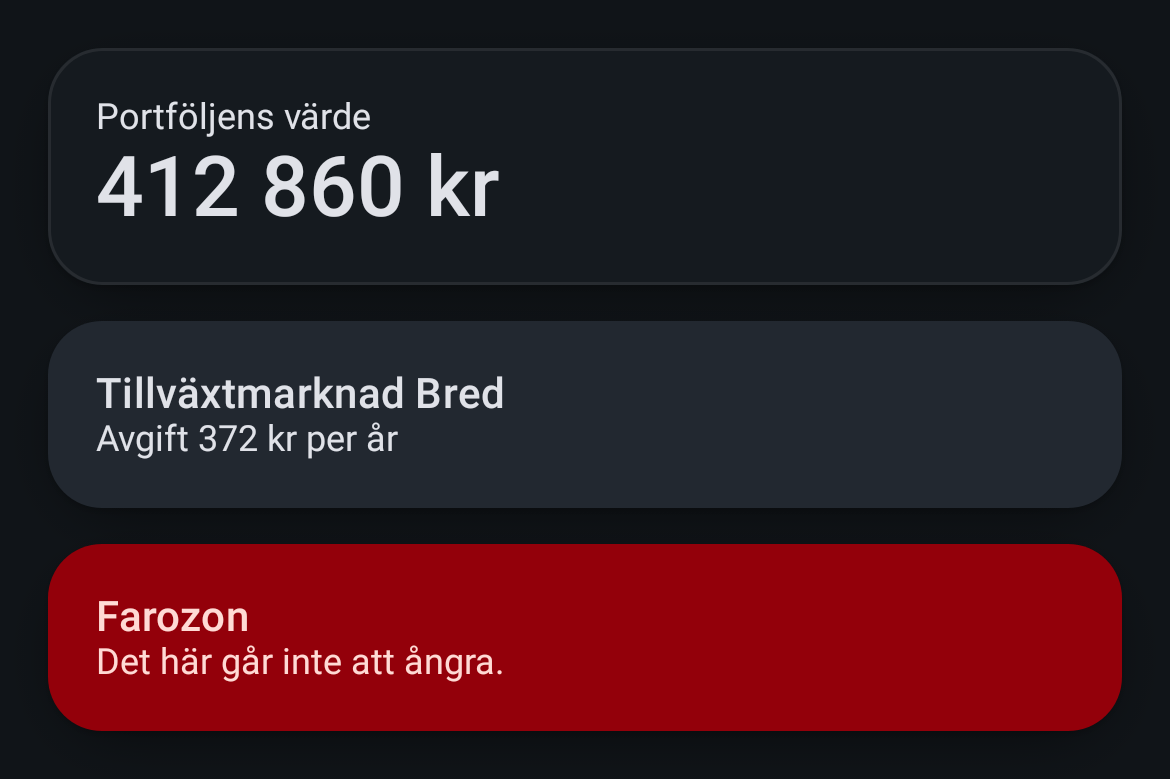 Portföljens värde
412 860 kr
Tillväxtmarknad Bred
Avgift 372 kr per år
Farozon
Det här går inte att ångra.